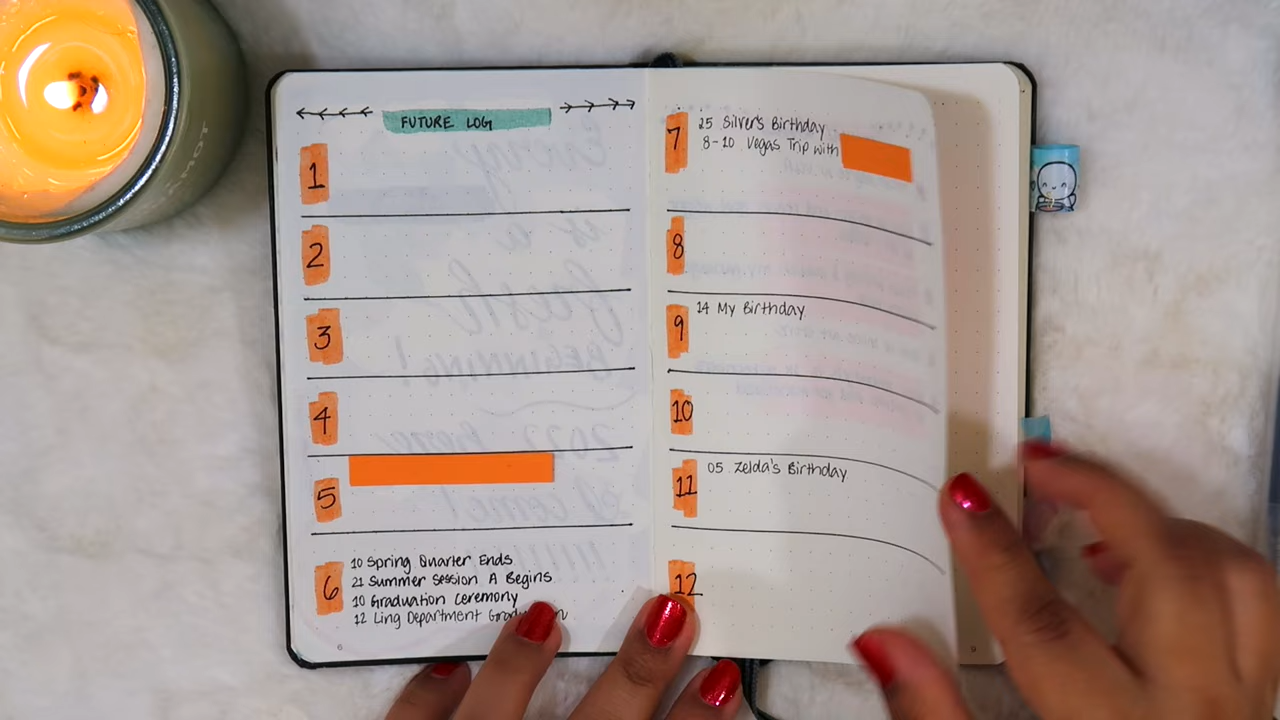 FUTURE LOG
1
2
3
4
5
6
10 Spring Quarter Ends
21 Summer Session A Begins
10 Graduation Ceremony
12 Ling Department
6
7
25 Silver's Birthday
8-10 Vegas Trip with
8
9
14 My Birthday
10
11
05 Zelda's Birthday
12
9